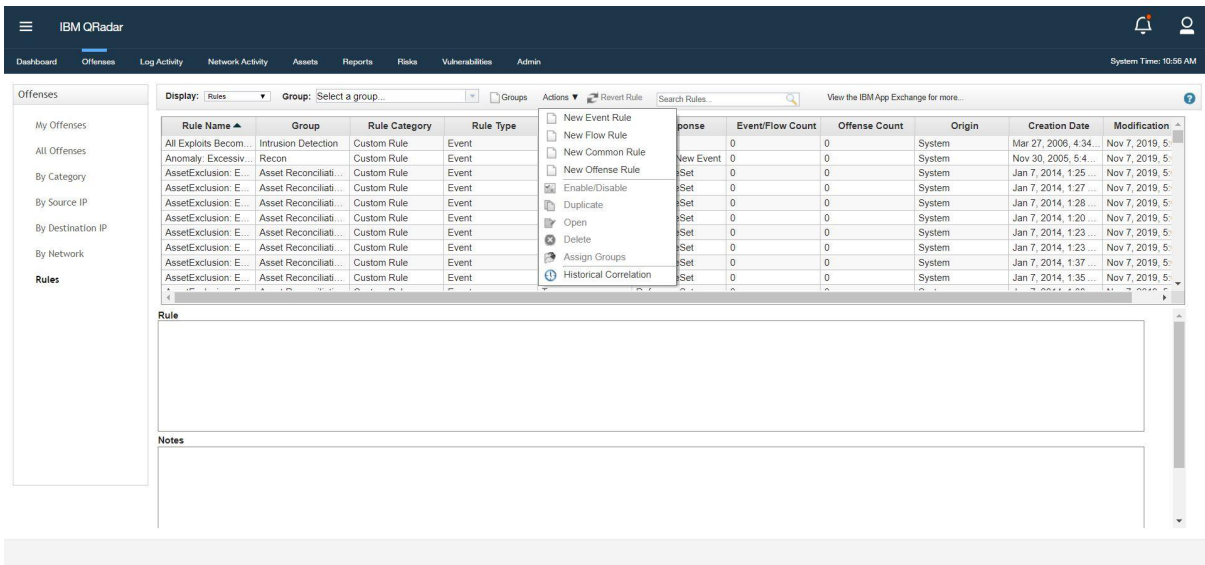 IBM QRadar
Dashboard Offenses Log Activity Network Activity Assets Reports Risks Vulnerabilities Admin System Time: 10:56 AM
Offenses
My Offenses
All Offenses
By Category
By Source IP
By Destination IP
By Network
Rules
Display: Rules Group: Select a group... Groups Actions ▼ Revert Rule Search Rules... View the IBM App Exchange for more...
New Event Rule
New Flow Rule
New Common Rule
New Offense Rule
Enable/Disable
Duplicate
Open
Delete
Assign Groups
Historical Correlation
Rule Name ▲ Group Rule Category Rule Type ponse Event/Flow Count Offense Count Origin Creation Date Modification
All Exploits Becom... Intrusion Detection Custom Rule Event 0 0 System Mar 27, 2006, 4:34... Nov 7, 2019, 5:
Anomaly: Excessiv... Recon Custom Rule Event New Event 0 0 System Nov 30, 2005, 5:4... Nov 7, 2019, 5:
AssetExclusion: E... Asset Reconciliati... Custom Rule Event Set 0 0 System Jan 7, 2014, 1:25 ... Nov 7, 2019, 5:
AssetExclusion: E... Asset Reconciliati... Custom Rule Event Set 0 0 System Jan 7, 2014, 1:27 ... Nov 7, 2019, 5:
AssetExclusion: E... Asset Reconciliati... Custom Rule Event Set 0 0 System Jan 7, 2014, 1:28 ... Nov 7, 2019, 5:
AssetExclusion: E... Asset Reconciliati... Custom Rule Event Set 0 0 System Jan 7, 2014, 1:20 ... Nov 7, 2019, 5:
AssetExclusion: E... Asset Reconciliati... Custom Rule Event Set 0 0 System Jan 7, 2014, 1:23 ... Nov 7, 2019, 5:
AssetExclusion: E... Asset Reconciliati... Custom Rule Event Set 0 0 System Jan 7, 2014, 1:23 ... Nov 7, 2019, 5:
AssetExclusion: E... Asset Reconciliati... Custom Rule Event Set 0 0 System Jan 7, 2014, 1:37 ... Nov 7, 2019, 5:
AssetExclusion: E... Asset Reconciliati... Custom Rule Event Set 0 0 System Jan 7, 2014, 1:35 ... Nov 7, 2019, 5:
Rule
Notes